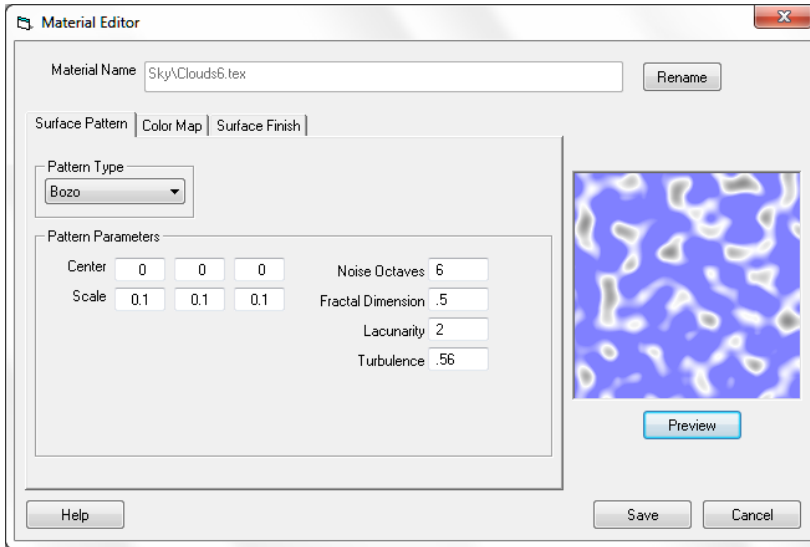 Material Editor
Material Name Sky\Clouds6.tex Rename
Surface Pattern Color Map Surface Finish
Pattern Type
Bozo
Pattern Parameters
Center 0 0 0 Noise Octaves 6
Scale 0.1 0.1 0.1 Fractal Dimension .5
Lacunarity 2
Turbulence .56
Preview
Help Save Cancel